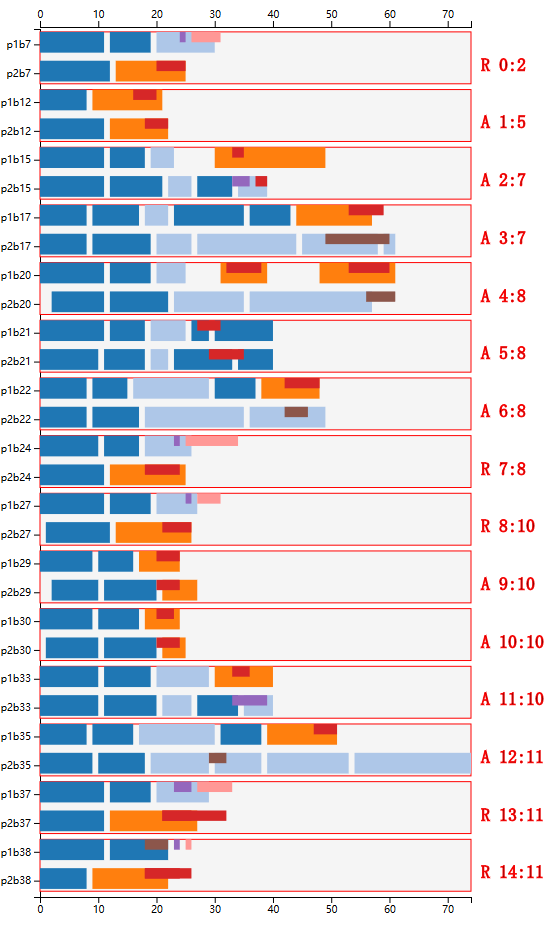 0 10 20 30 40 50 60 70
p1b7
p2b7
R 0:2
p1b12
p2b12
A 1:5
p1b15
p2b15
A 2:7
p1b17
p2b17
A 3:7
p1b20
p2b20
A 4:8
p1b21
p2b21
A 5:8
p1b22
p2b22
A 6:8
p1b24
p2b24
R 7:8
p1b27
p2b27
R 8:10
p1b29
p2b29
A 9:10
p1b30
p2b30
A 10:10
p1b33
p2b33
A 11:10
p1b35
p2b35
A 12:11
p1b37
p2b37
R 13:11
p1b38
p2b38
R 14:11
0 10 20 30 40 50 60 70